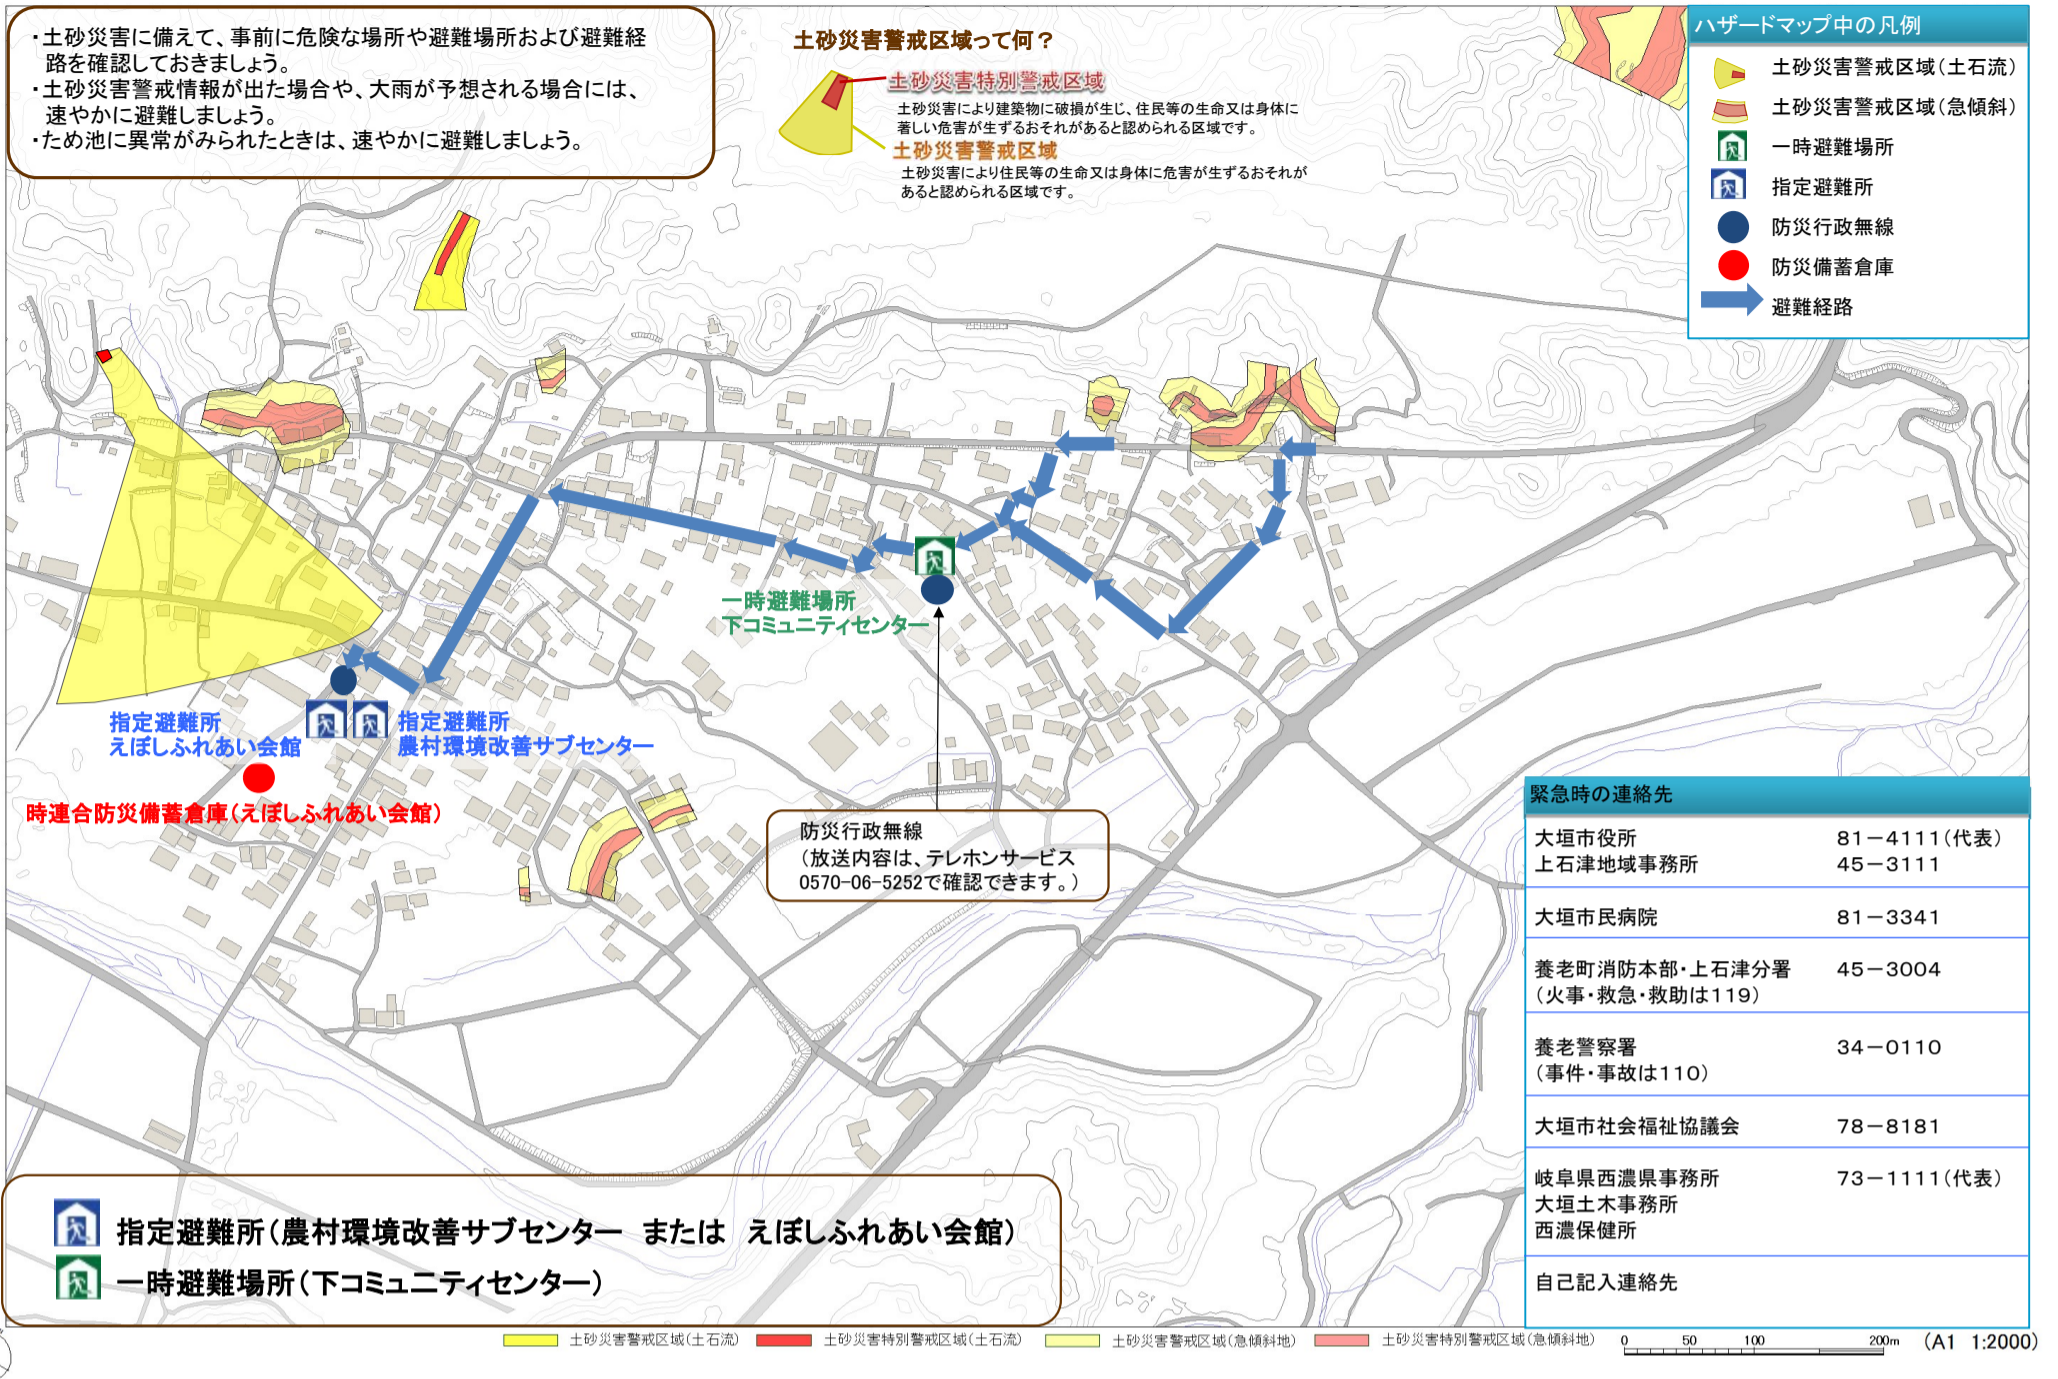 ・土砂災害に備えて、事前に危険な場所や避難場所および避難経
路を確認しておきましょう。
・土砂災害警戒情報が出た場合や、大雨が予想される場合には、
速やかに避難しましょう。
・ため池に異常がみられたときは、速やかに避難しましょう。
土砂災害警戒区域って何？
土砂災害特別警戒区域
土砂災害により建築物に破損が生じ、住民等の生命又は身体に
著しい危害が生ずるおそれがあると認められる区域です。
土砂災害警戒区域
土砂災害により住民等の生命又は身体に危害が生ずるおそれが
あると認められる区域です。
ハザードマップ中の凡例
土砂災害警戒区域（土石流）
土砂災害警戒区域（急傾斜）
一時避難場所
指定避難所
防災行政無線
防災備蓄倉庫
避難経路
一時避難場所
下コミュニティセンター
指定避難所
えぼしふれあい会館
指定避難所
農村環境改善サブセンター
時連合防災備蓄倉庫（えぼしふれあい会館）
防災行政無線
（放送内容は、テレホンサービス
0570-06-5252で確認できます。）
緊急時の連絡先
大垣市役所 81－4111（代表）
上石津地域事務所 45－3111
大垣市民病院 81－3341
養老町消防本部・上石津分署 45－3004
（火事・救急・救助は119）
養老警察署 34－0110
（事件・事故は110）
大垣市社会福祉協議会 78－8181
岐阜県西濃県事務所 73－1111（代表）
大垣土木事務所
西濃保健所
自己記入連絡先
指定避難所（農村環境改善サブセンター または えぼしふれあい会館）
一時避難場所（下コミュニティセンター）
土砂災害警戒区域（土石流） 土砂災害特別警戒区域（土石流） 土砂災害警戒区域（急傾斜地） 土砂災害特別警戒区域（急傾斜地）
0 50 100 200m （A1 1:2000）